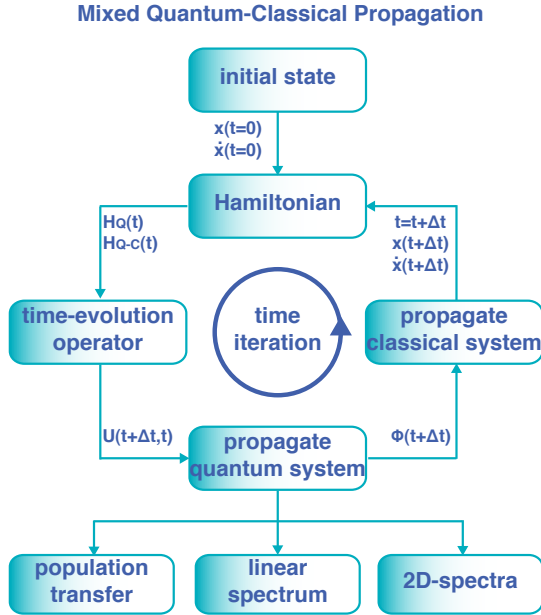 Mixed Quantum-Classical Propagation
initial state
x(t=0)
ẋ(t=0)
Hamiltonian
HQ(t)
HQ-C(t)
t=t+Δt
x(t+Δt)
ẋ(t+Δt)
time-evolution
operator
time
iteration
propagate
classical system
U(t+Δt,t)
propagate
quantum system
Φ(t+Δt)
population
transfer
linear
spectrum
2D-spectra